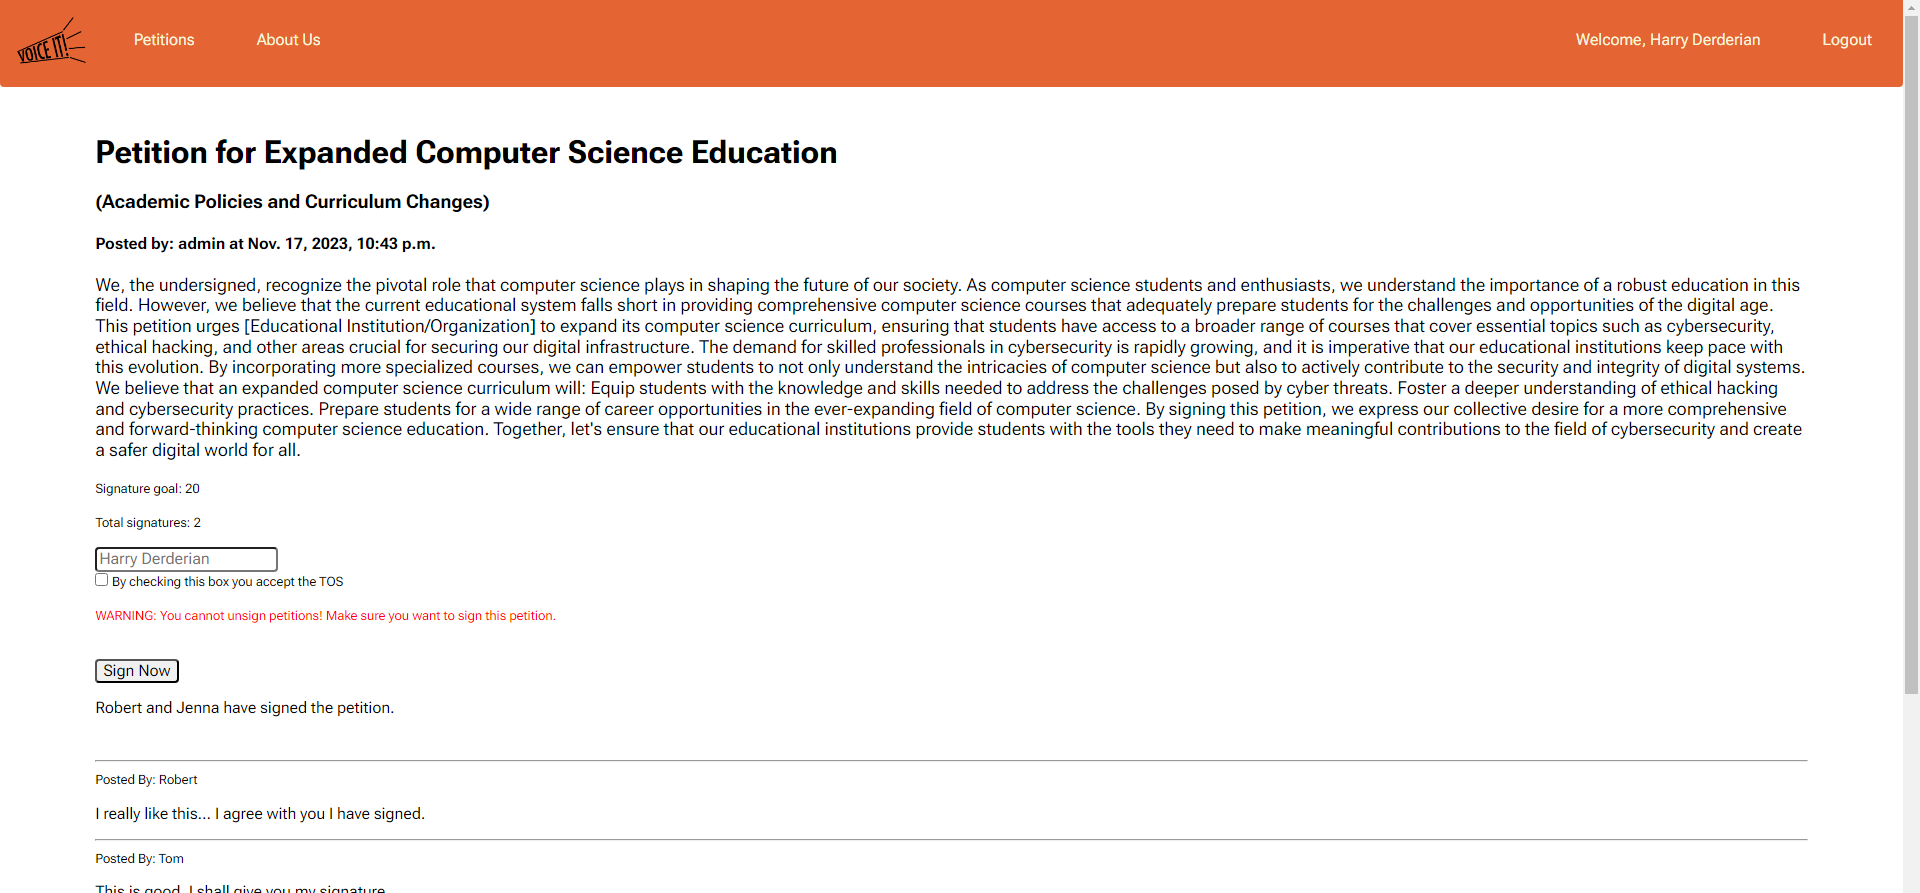 VOICE IT!
Petitions
About Us
Welcome, Harry Derderian
Logout
Petition for Expanded Computer Science Education
(Academic Policies and Curriculum Changes)
Posted by: admin at Nov. 17, 2023, 10:43 p.m.
We, the undersigned, recognize the pivotal role that computer science plays in shaping the future of our society. As computer science students and enthusiasts, we understand the importance of a robust education in this
field. However, we believe that the current educational system falls short in providing comprehensive computer science courses that adequately prepare students for the challenges and opportunities of the digital age.
This petition urges [Educational Institution/Organization] to expand its computer science curriculum, ensuring that students have access to a broader range of courses that cover essential topics such as cybersecurity,
ethical hacking, and other areas crucial for securing our digital infrastructure. The demand for skilled professionals in cybersecurity is rapidly growing, and it is imperative that our educational institutions keep pace with
this evolution. By incorporating more specialized courses, we can empower students to not only understand the intricacies of computer science but also to actively contribute to the security and integrity of digital systems.
We believe that an expanded computer science curriculum will: Equip students with the knowledge and skills needed to address the challenges posed by cyber threats. Foster a deeper understanding of ethical hacking
and cybersecurity practices. Prepare students for a wide range of career opportunities in the ever-expanding field of computer science. By signing this petition, we express our collective desire for a more comprehensive
and forward-thinking computer science education. Together, let's ensure that our educational institutions provide students with the tools they need to make meaningful contributions to the field of cybersecurity and create
a safer digital world for all.
Signature goal: 20
Total signatures: 2
Harry Derderian
By checking this box you accept the TOS
WARNING: You cannot unsign petitions! Make sure you want to sign this petition.
Sign Now
Robert and Jenna have signed the petition.
Posted By: Robert
I really like this... I agree with you I have signed.
Posted By: Tom
This is good. I shall give you my signature